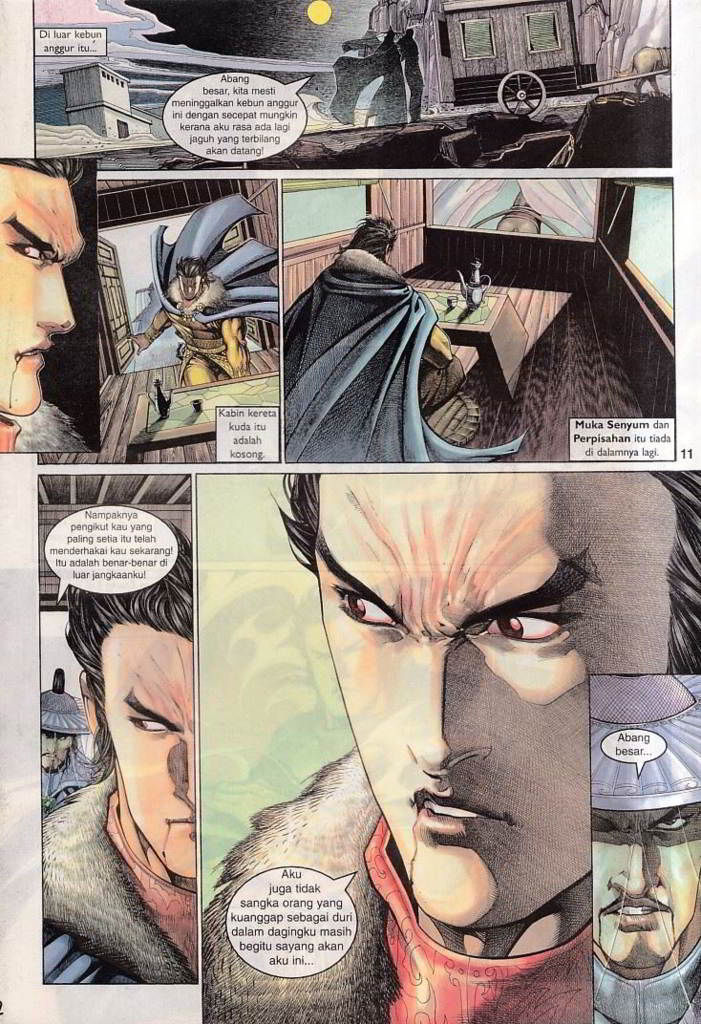 Di luar kebun
anggur itu...
Abang
besar, kita mesti
meninggalkan kebun anggur
ini dengan secepat mungkin
kerana aku rasa ada lagi
jaguh yang terbilang
akan datang!
Kabin kereta
kuda itu
adalah
kosong.
Muka Senyum dan
Perpisahan itu tiada
di dalamnya lagi.
11
Nampaknya
pengikut kau yang
paling setia itu telah
menderhakai kau sekarang!
Itu adalah benar-benar di
luar jangkaanku!
Aku
juga tidak
sangka orang yang
kuanggap sebagai duri
dalam dagingku masih
begitu sayang akan
aku ini...
Abang
besar...
2